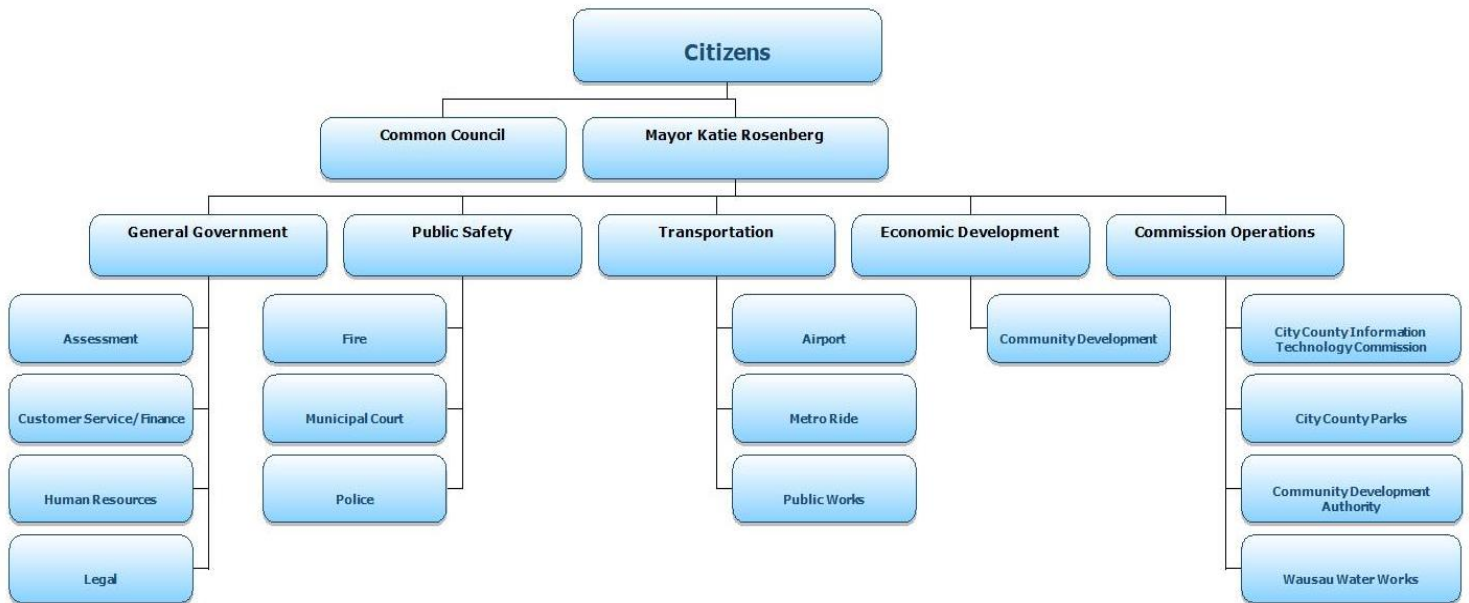 Citizens
Common Council
Mayor Katie Rosenberg
General Government
Public Safety
Transportation
Economic Development
Commission Operations
Assessment
Fire
Airport
Community Development
City County Information
Technology Commission
Customer Service/Finance
Municipal Court
Metro Ride
City County Parks
Human Resources
Police
Public Works
Community Development
Authority
Legal
Wausau Water Works